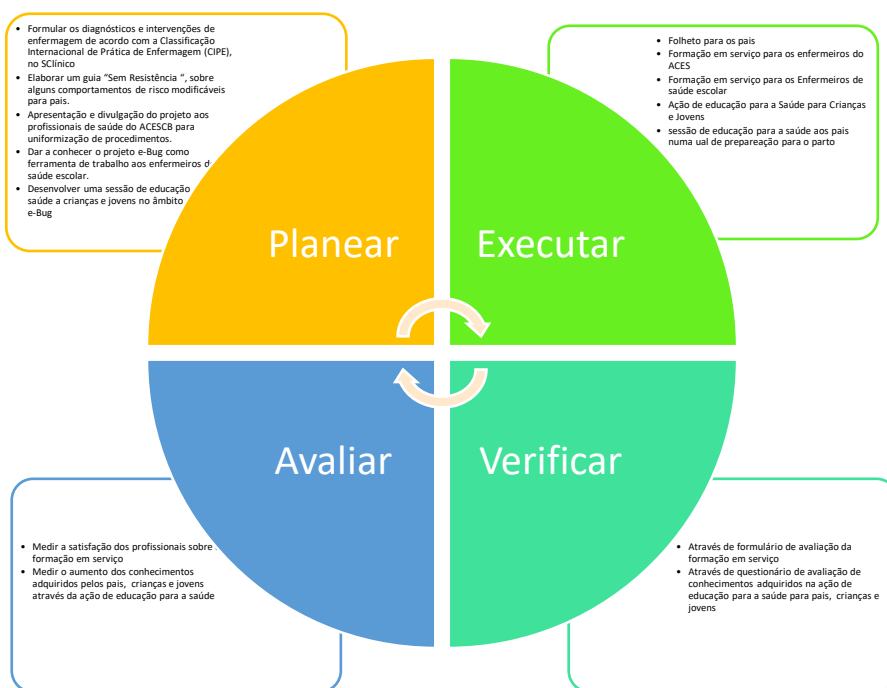 • Formular os diagnósticos e intervenções de
enfermagem de acordo com a Classificação
Internacional de Prática de Enfermagem (CIPE),
no SClínico
• Elaborar um guia “Sem Resistência “, sobre
alguns comportamentos de risco modificáveis
para pais.
• Apresentação e divulgação do projeto aos
profissionais de saúde do ACESCB para
uniformização de procedimentos.
• Dar a conhecer o projeto e-Bug como
ferramenta de trabalho aos enfermeiros
saúde escolar.
• Desenvolver uma sessão de educação
saúde a crianças e jovens no âmbito
e-Bug
• Folheto para os pais
• Formação em serviço para os enfermeiros do
ACES
• Formação em serviço para os Enfermeiros de
saúde escolar
• Ação de educação para a Saúde para Crianças
e Jovens
• sessão de educação para a saúde aos pais
numa ual de prepareação para o parto
Planear
Executar
Avaliar
Verificar
• Medir a satisfação dos profissionais sobre
formação em serviço
• Medir o aumento dos conhecimentos
adquiridos pelos pais, crianças e jovens
através da ação de educação para a saúde
• Através de formulário de avaliação da
formação em serviço
• Através de questionário de avaliação de
conhecimentos adquiridos na ação de
educação para a saúde para pais, crianças e
jovens